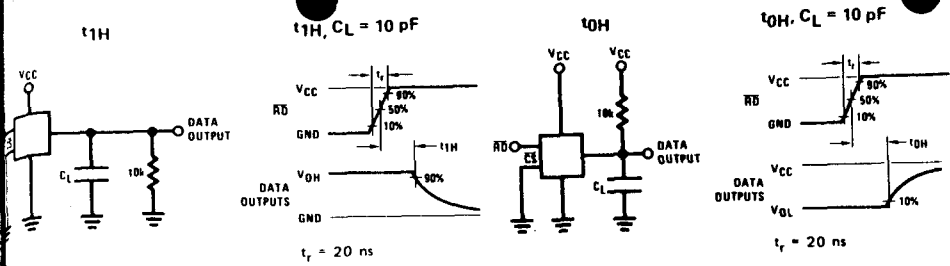 t1H
VCC
DATA
OUTPUT
CL
10k
t1H, CL = 10 pF
tr
VCC
90%
50%
RD
10%
GND
t1H
VOH
90%
DATA
OUTPUTS
GND
tr = 20 ns
t0H
VCC
VCC
10k
RD
CS
DATA
OUTPUT
CL
t0H, CL = 10 pF
tr
VCC
90%
50%
RD
10%
GND
t0H
VCC
DATA
OUTPUTS
VOL
10%
tr = 20 ns